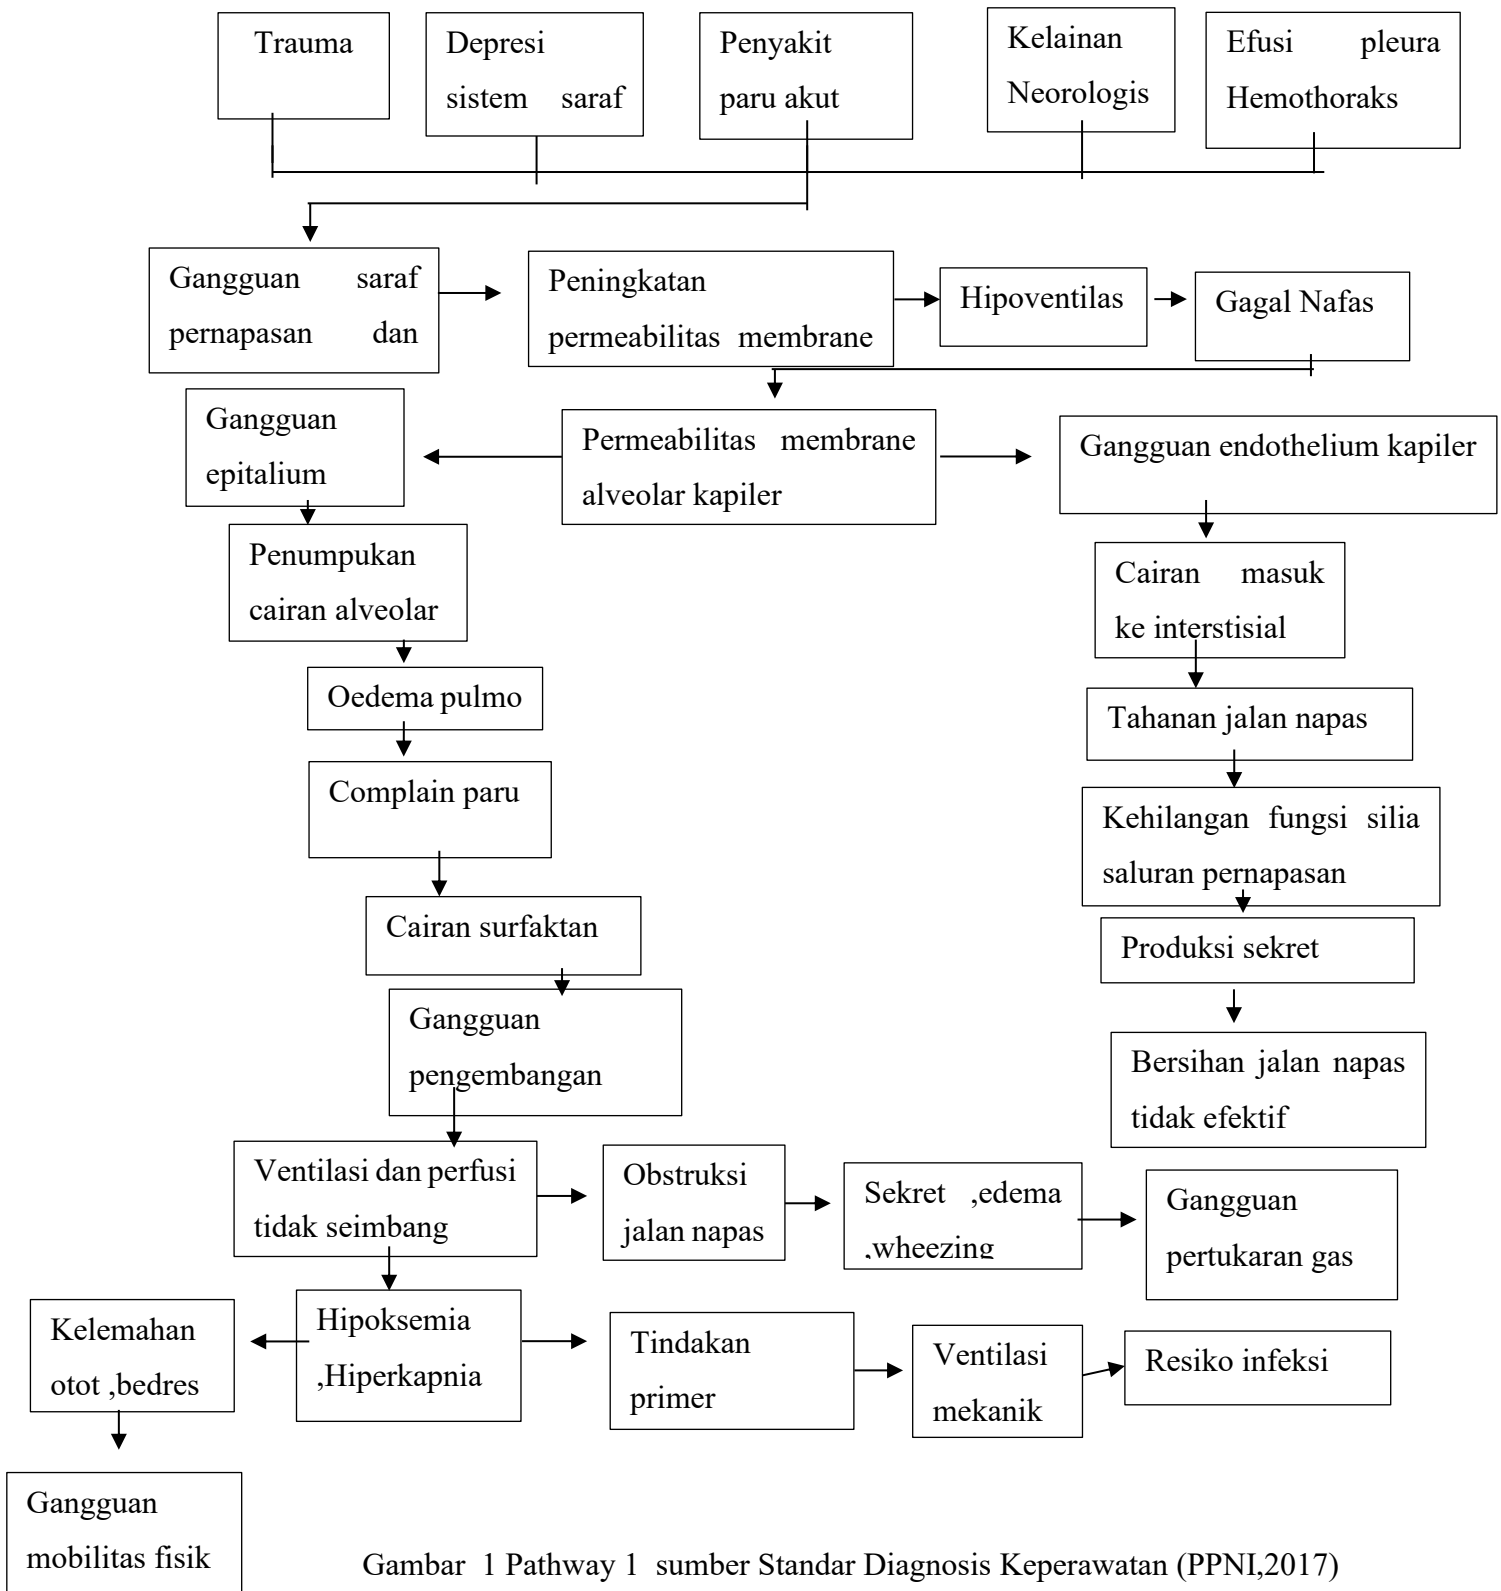 Trauma
Depresi
sistem saraf
Penyakit
paru akut
Kelainan
Neorologis
Efusi pleura
Hemothoraks
Gangguan saraf
pernapasan dan
Peningkatan
permeabilitas membrane
Hipoventilas
Gagal Nafas
Gangguan
epitalium
Permeabilitas membrane
alveolar kapiler
Gangguan endothelium kapiler
Penumpukan
cairan alveolar
Cairan masuk
ke interstisial
Oedema pulmo
Tahanan jalan napas
Complain paru
Kehilangan fungsi silia
saluran pernapasan
Cairan surfaktan
Produksi sekret
Gangguan
pengembangan
Bersihan jalan napas
tidak efektif
Ventilasi dan perfusi
tidak seimbang
Obstruksi
jalan napas
Sekret ,edema
,wheezing
Gangguan
pertukaran gas
Kelemahan
otot ,bedres
Hipoksemia
,Hiperkapnia
Tindakan
primer
Ventilasi
mekanik
Resiko infeksi
Gangguan
mobilitas fisik
Gambar 1 Pathway 1 sumber Standar Diagnosis Keperawatan (PPNI,2017)